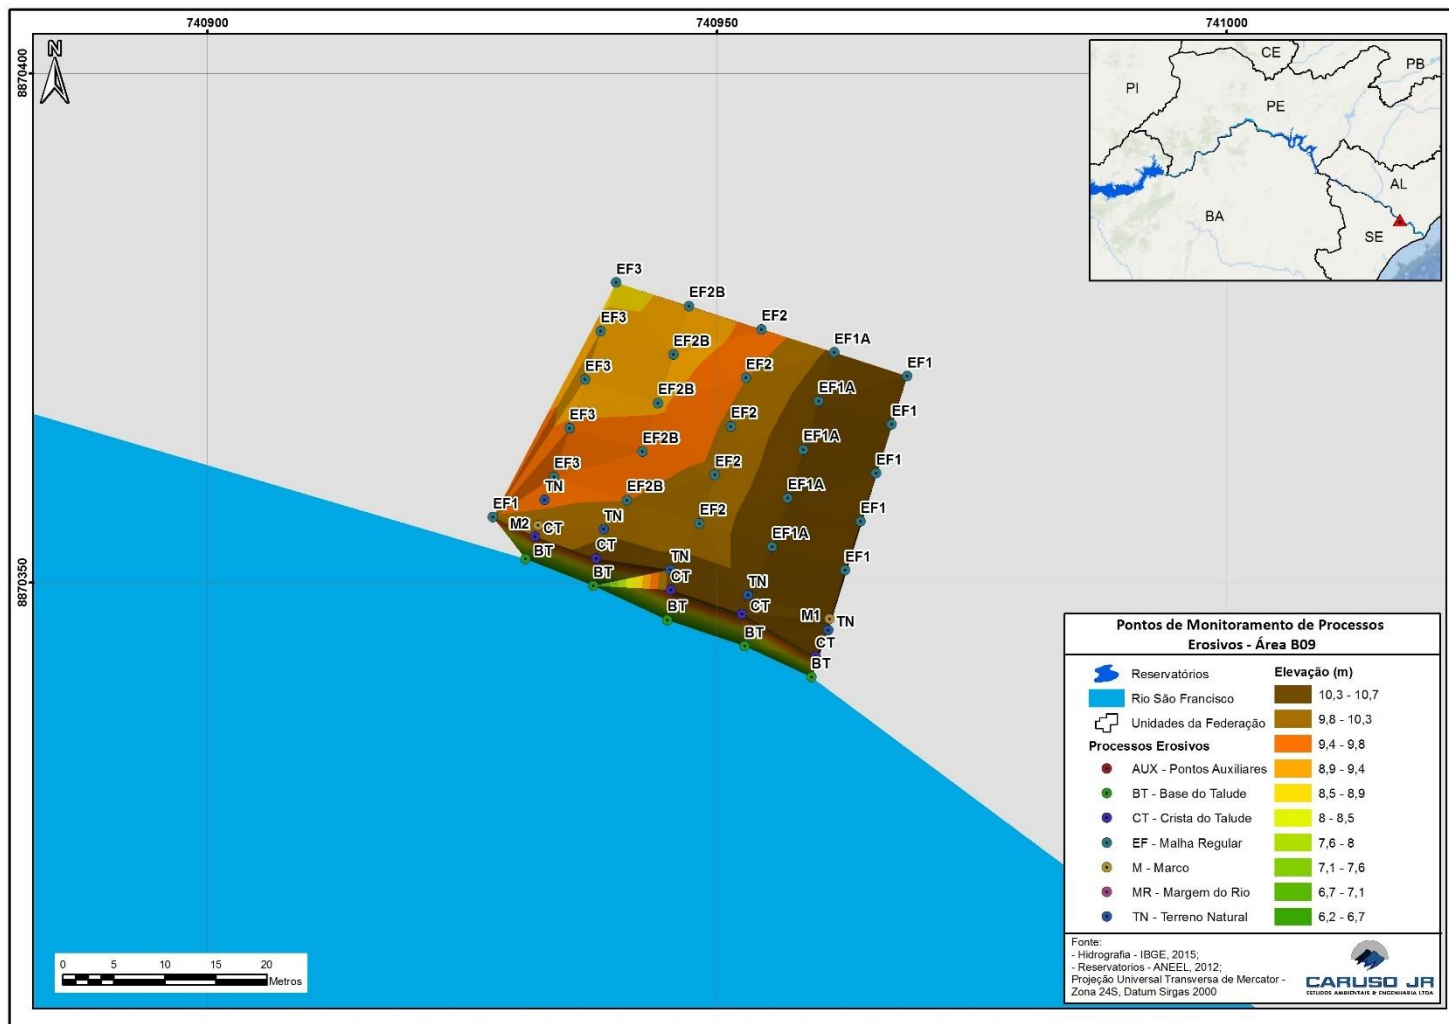 740900
740950
741000
8870400
8870350
N
CE
PB
PI
PE
AL
BA
SE
EF3
EF2B
EF2
EF1A
EF1
EF3
EF2B
EF2
EF1A
EF1
EF3
EF2B
EF2
EF1A
EF1
EF3
EF2B
EF2
EF1A
EF1
EF3
EF2B
EF2
EF1A
EF1
EF1
TN
TN
TN
TN
TN
M2
CT
CT
CT
CT
CT
M1
BT
BT
BT
BT
BT
0 5 10 15 20
Metros
Pontos de Monitoramento de Processos
Erosivos - Área B09
Reservatórios
Rio São Francisco
Unidades da Federação
Processos Erosivos
AUX - Pontos Auxiliares
BT - Base do Talude
CT - Crista do Talude
EF - Malha Regular
M - Marco
MR - Margem do Rio
TN - Terreno Natural
Elevação (m)
10,3 - 10,7
9,8 - 10,3
9,4 - 9,8
8,9 - 9,4
8,5 - 8,9
8 - 8,5
7,6 - 8
7,1 - 7,6
6,7 - 7,1
6,2 - 6,7
Fonte:
- Hidrografia - IBGE, 2015;
- Reservatorios - ANEEL, 2012;
Projeção Universal Transversa de Mercator -
Zona 24S, Datum Sirgas 2000
CARUSO JR
ESTUDOS AMBIENTAIS & ENGENHARIA LTDA